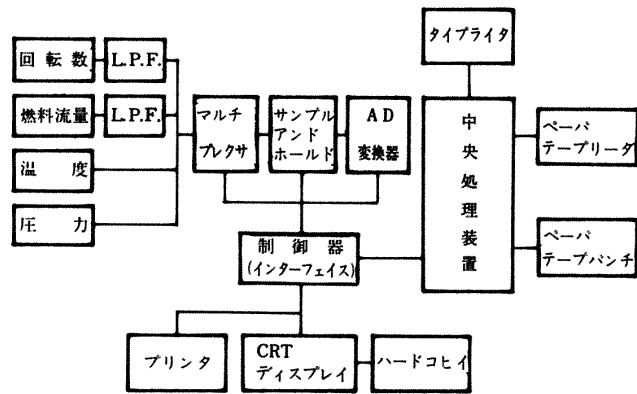 タイプライタ
回転数
L.P.F.
燃料流量
L.P.F.
温度
圧力
マルチ
プレクサ
サンプル
アンド
ホールド
AD
変換器
中央処理装置
ペーパ
テープリーダ
ペーパ
テープパンチ
制御器
(インターフェイス)
プリンタ
CRT
ディスプレイ
ハードコピイ